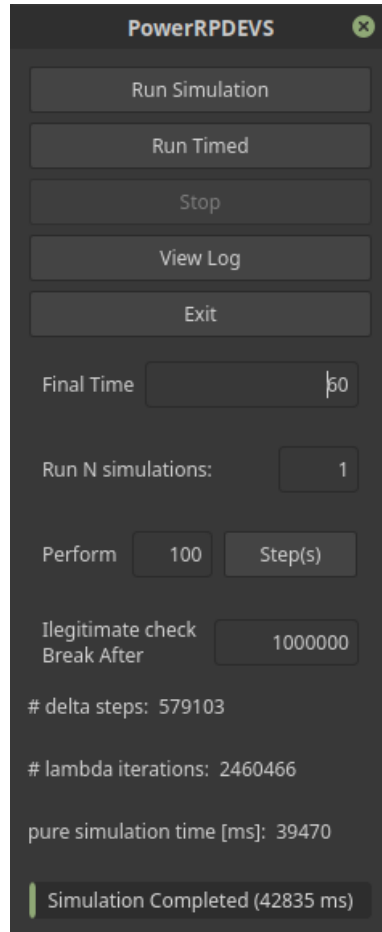 PowerRPDEVS
Run Simulation
Run Timed
Stop
View Log
Exit
Final Time 60
Run N simulations: 1
Perform 100 Step(s)
Ilegitimate check
Break After 1000000
# delta steps: 579103
# lambda iterations: 2460466
pure simulation time [ms]: 39470
Simulation Completed (42835 ms)